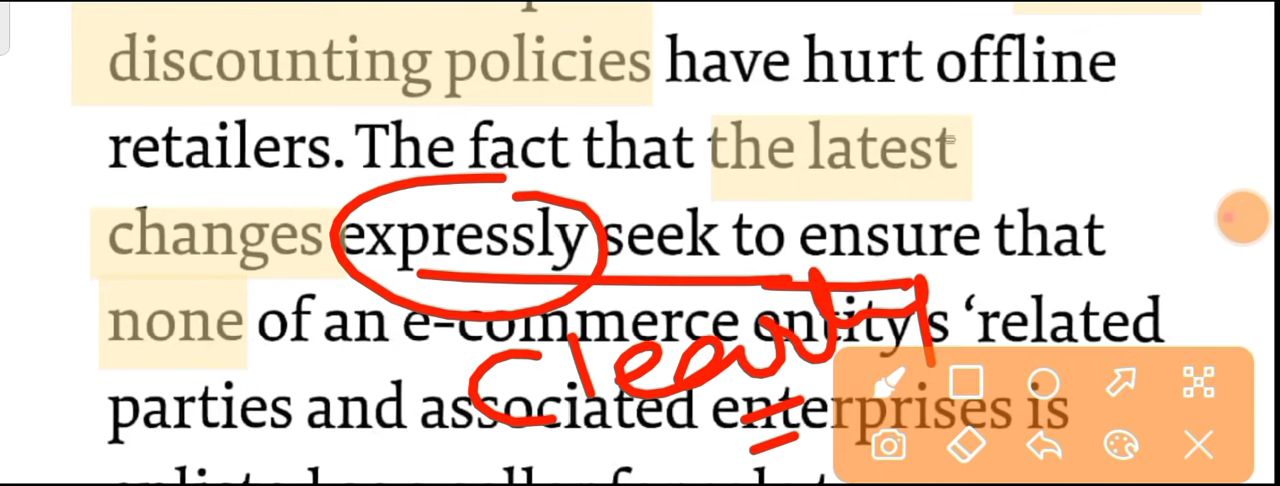 discounting policies have hurt offline
retailers. The fact that the latest
changes expressly seek to ensure that
none of an e-commerce entity's ‘related
clearly
parties and associated enterprises is